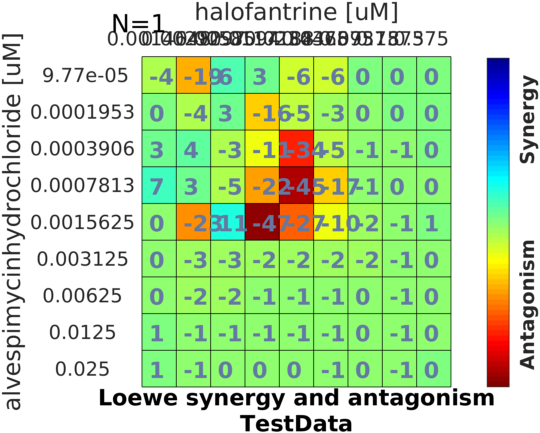 halofantrine [uM]
N=1
alvespimycinhydrochloride [uM]
9.77e-05 -4 -19 6 3 -6 -6 0 0 0
0.0001953 0 -4 3 -16 -5 -3 0 0 0
0.0003906 3 4 -3 -11 -34 -5 -1 -1 0
0.0007813 7 3 -5 -22 -45 -17 -1 0 0
0.0015625 0 -23 11 -47 -27 -10 -2 -1 1
0.003125 0 -3 -3 -2 -2 -2 -2 -1 0
0.00625 0 -2 -2 -1 -1 -1 0 -1 0
0.0125 1 -1 -1 -1 -1 -1 0 -1 0
0.025 1 -1 0 0 0 -1 0 -1 0
Synergy
Antagonism
Loewe synergy and antagonism
TestData